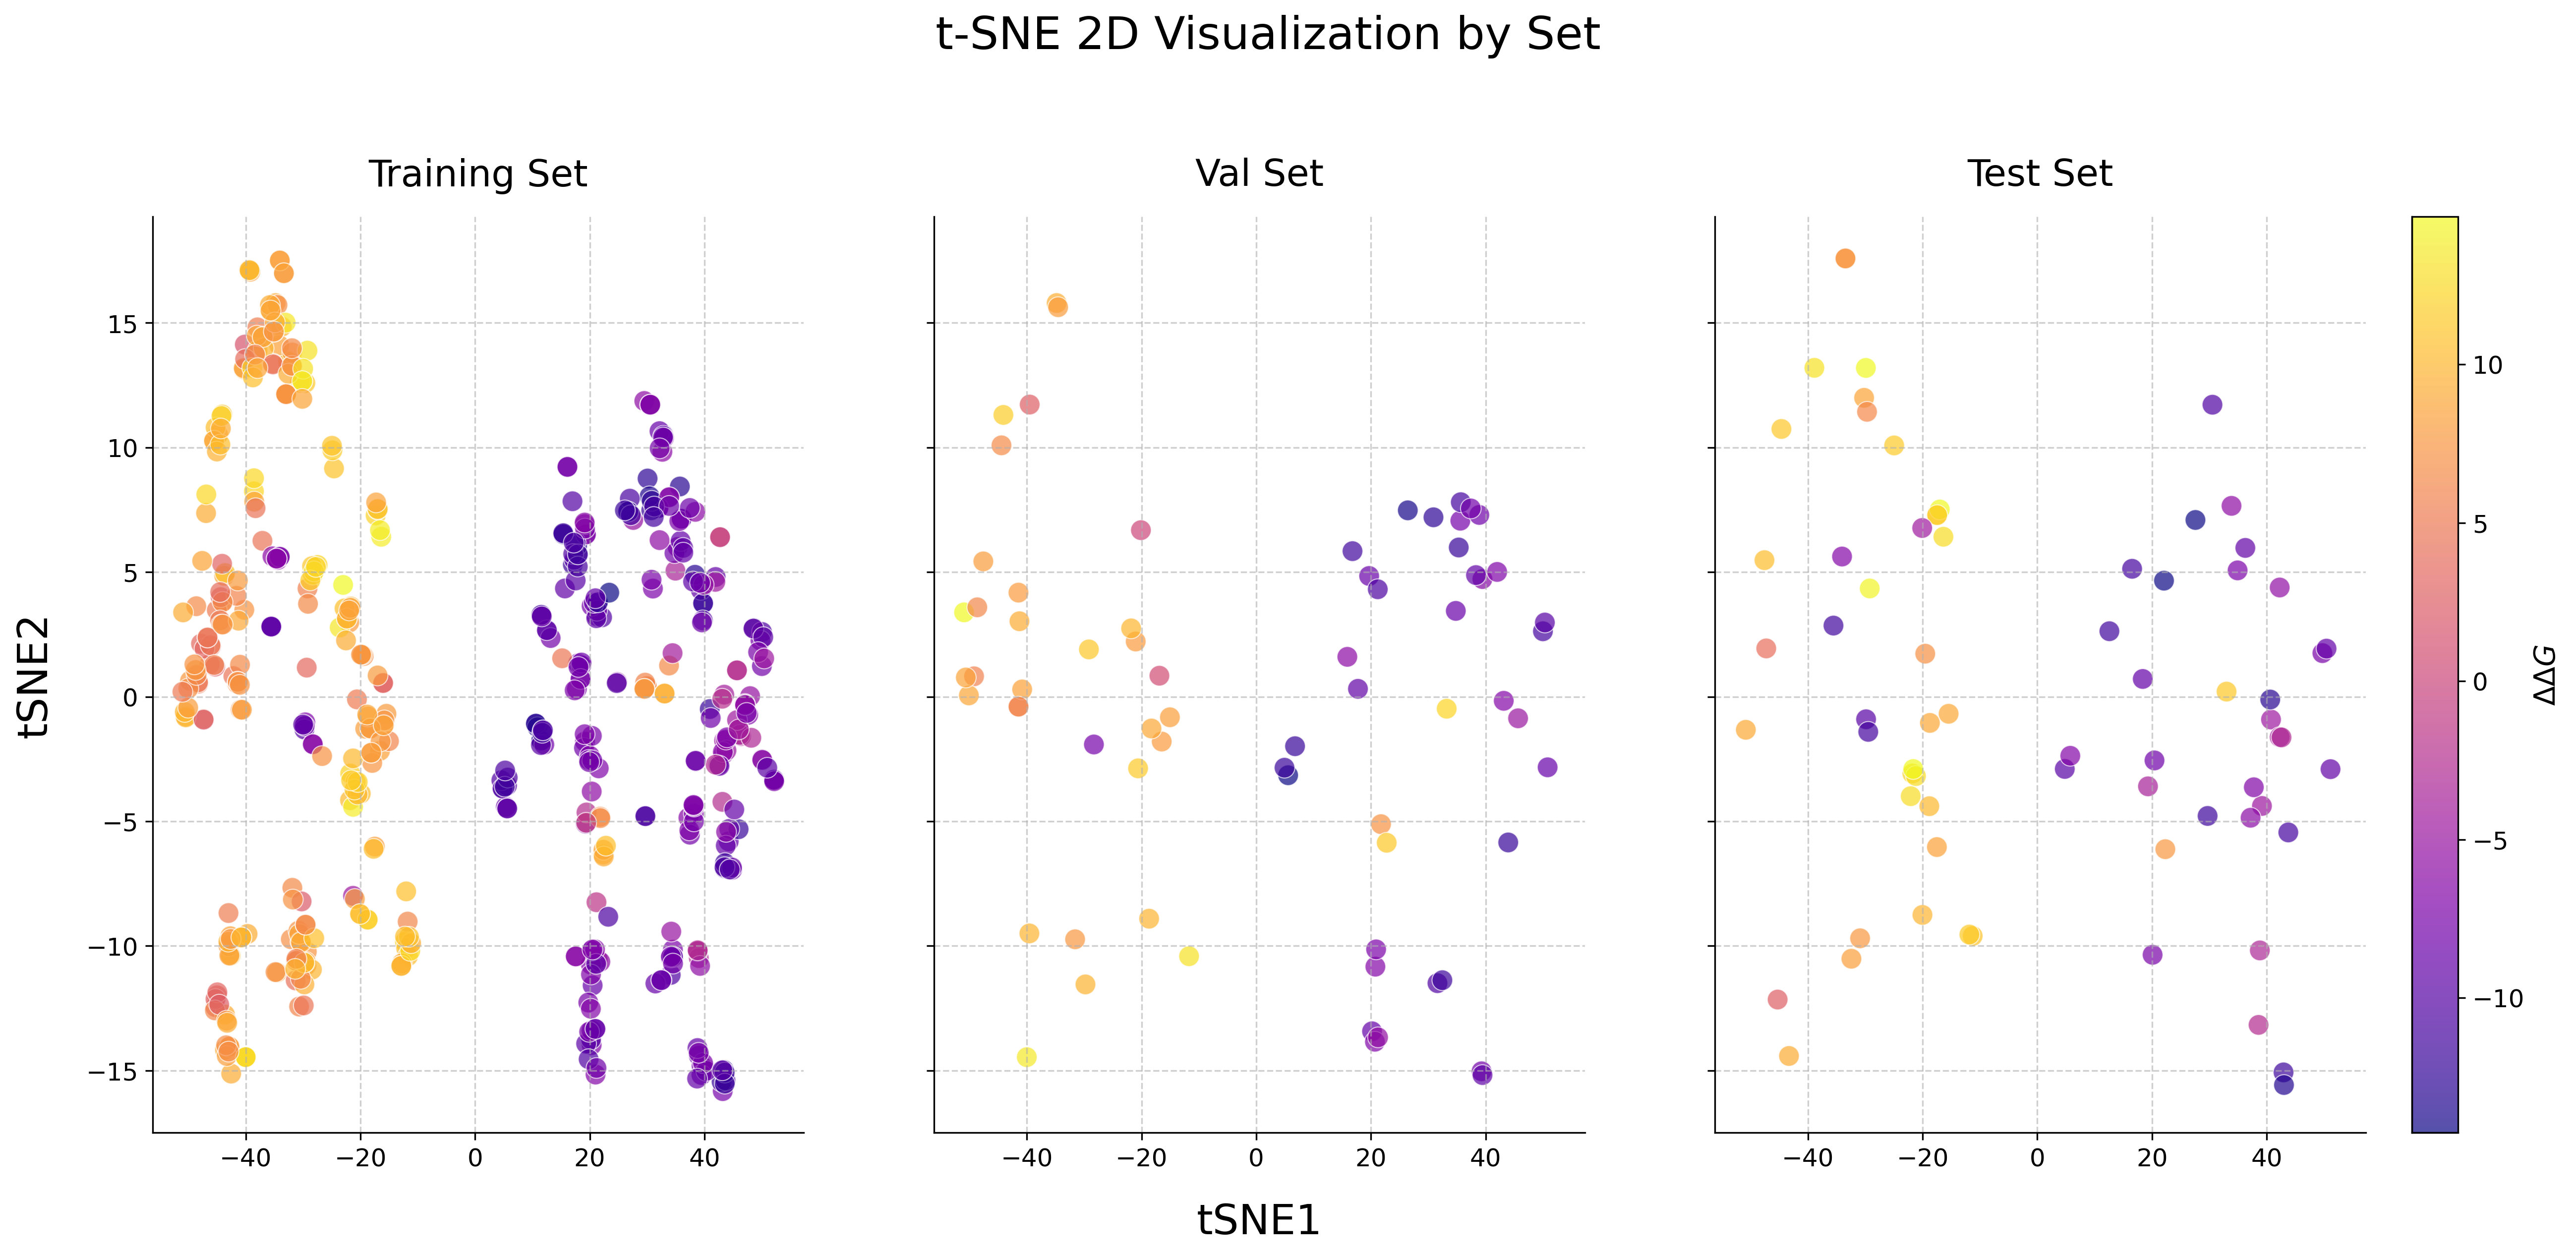 t-SNE 2D Visualization by Set
Training Set
Val Set
Test Set
tSNE2
15
10
5
0
−5
−10
−15
−40 −20 0 20 40
−40 −20 0 20 40
−40 −20 0 20 40
tSNE1
10
5
0
−5
−10
ΔΔG